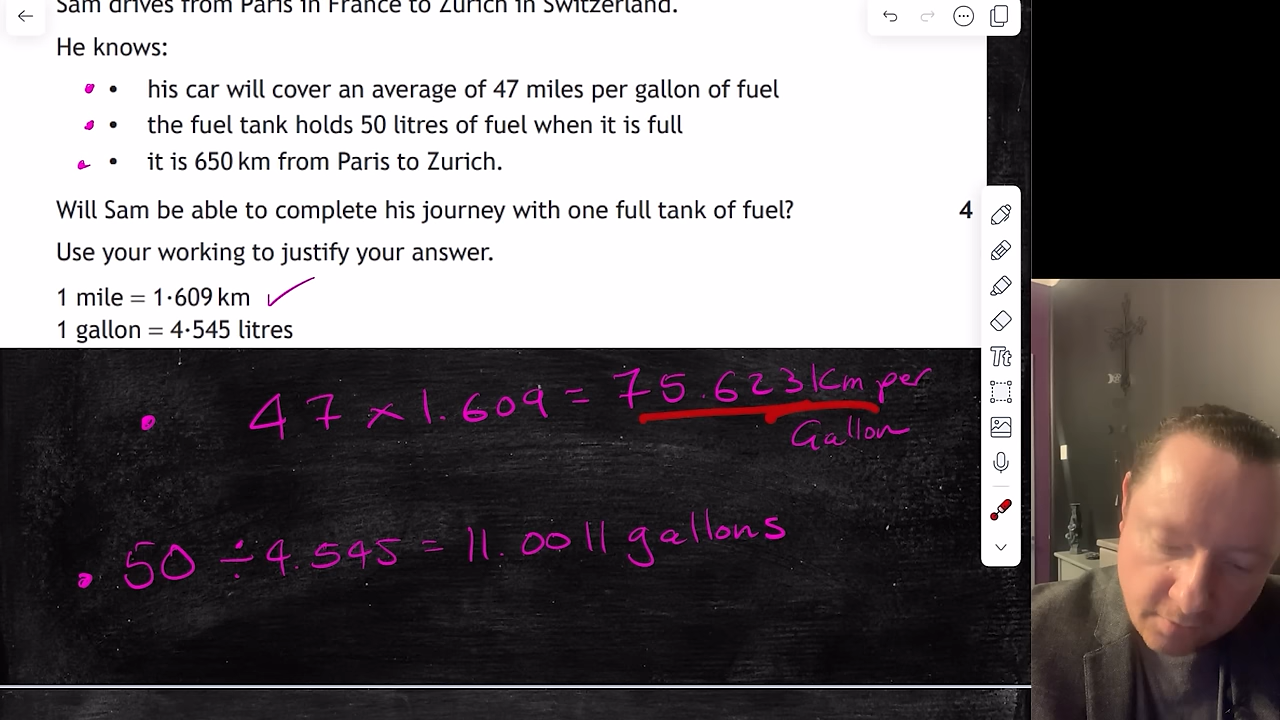 Sam drives from Paris in France to Zurich in Switzerland.
He knows:
• his car will cover an average of 47 miles per gallon of fuel
• the fuel tank holds 50 litres of fuel when it is full
• it is 650 km from Paris to Zurich.
Will Sam be able to complete his journey with one full tank of fuel? 4
Use your working to justify your answer.
1 mile = 1·609 km
1 gallon = 4·545 litres
47 × 1.609 = 75.623 Km per
Gallon
50 ÷ 4.545 = 11.0011 gallons
Tt